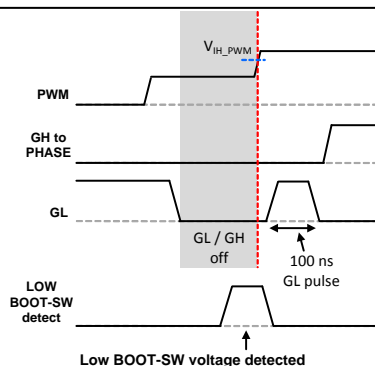 V_IH_PWM
PWM
GH to
PHASE
GL
GL / GH
off
100 ns
GL pulse
LOW
BOOT-SW
detect
Low BOOT-SW voltage detected